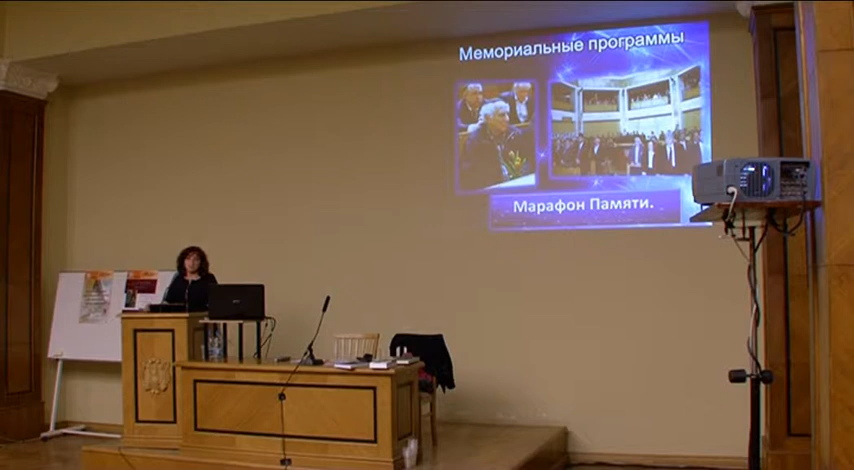 Мемориальные программы
Марафон Памяти.